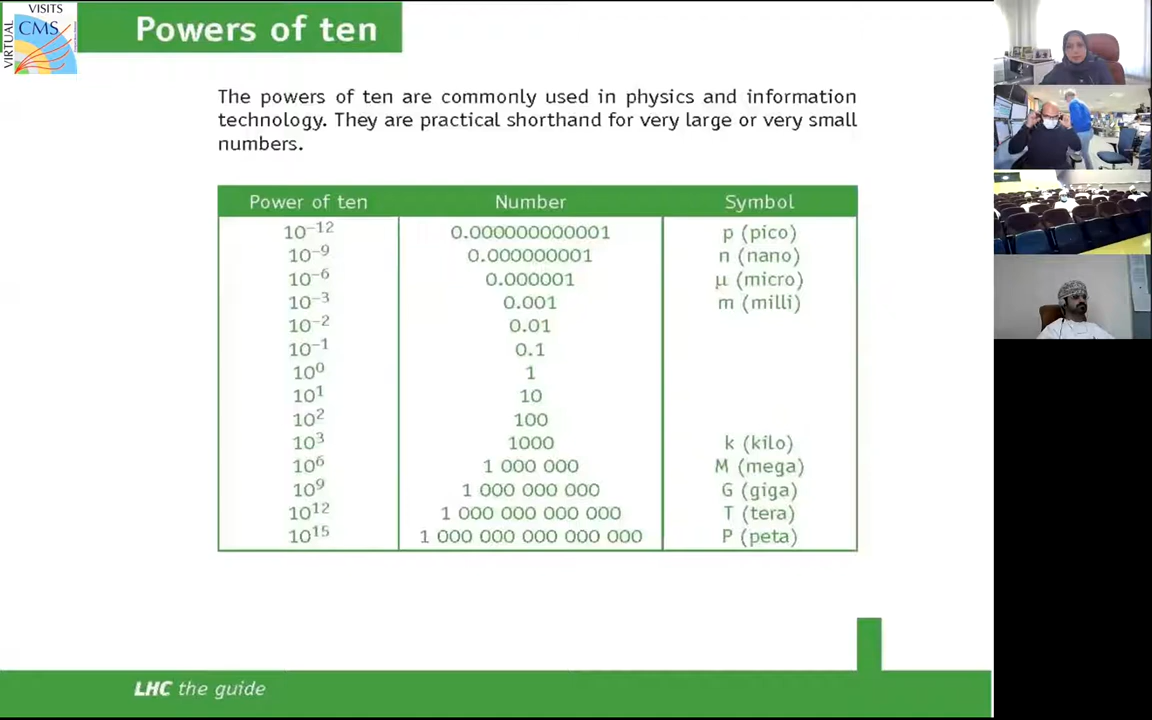 VISITS
VIRTUAL
CMS
Powers of ten
The powers of ten are commonly used in physics and information
technology. They are practical shorthand for very large or very small
numbers.
Power of ten Number Symbol
10⁻¹² 0.000000000001 p (pico)
10⁻⁹ 0.000000001 n (nano)
10⁻⁶ 0.000001 μ (micro)
10⁻³ 0.001 m (milli)
10⁻² 0.01
10⁻¹ 0.1
10⁰ 1
10¹ 10
10² 100
10³ 1000 k (kilo)
10⁶ 1 000 000 M (mega)
10⁹ 1 000 000 000 G (giga)
10¹² 1 000 000 000 000 T (tera)
10¹⁵ 1 000 000 000 000 000 P (peta)
LHC the guide